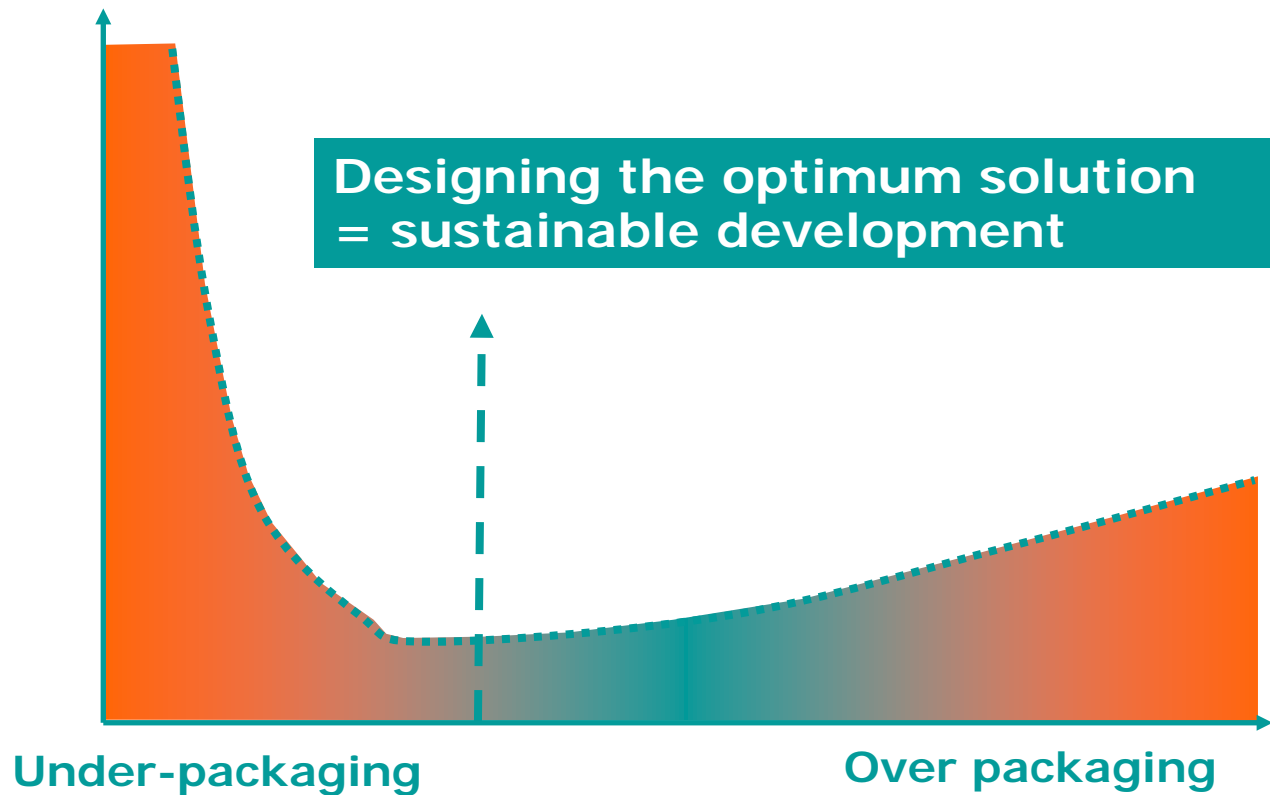 Designing the optimum solution
= sustainable development
Under-packaging
Over packaging